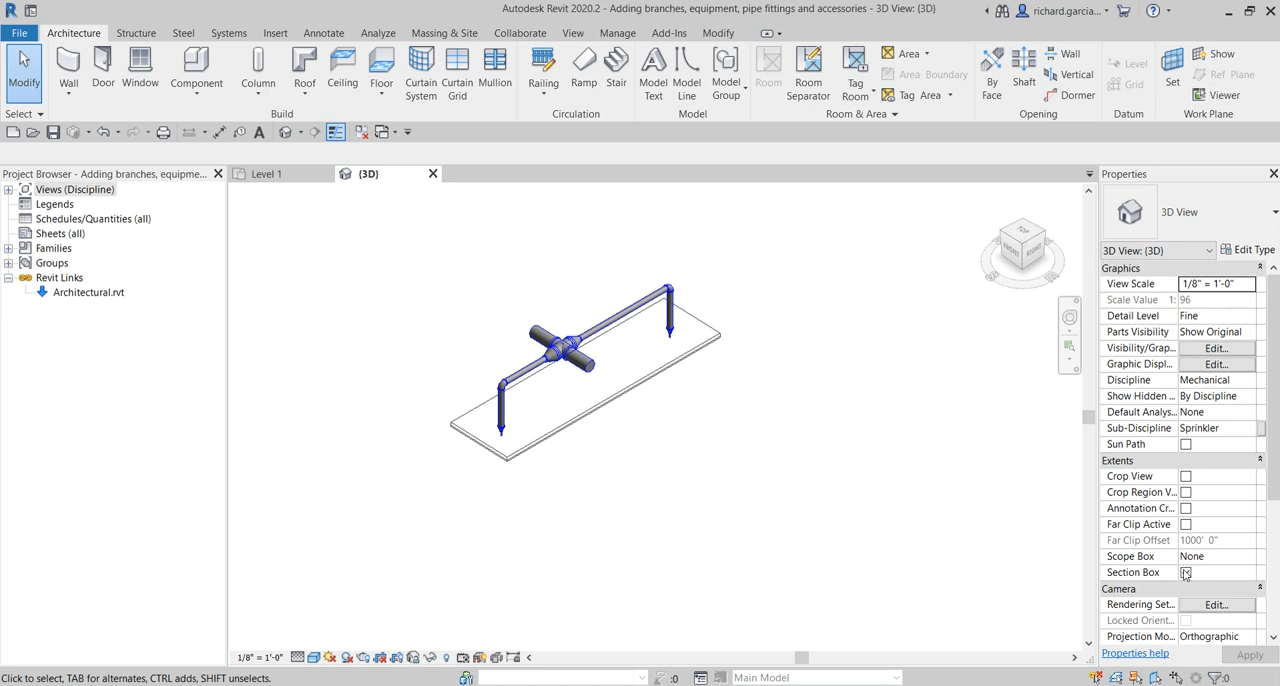 Autodesk Revit 2020.2 - Adding branches, equipment, pipe fittings and accessories - 3D View: {3D}
richard.garcia...
File Architecture Structure Steel Systems Insert Annotate Analyze Massing & Site Collaborate View Manage Add-Ins Modify
Modify Wall Door Window Component Column Roof Ceiling Floor Curtain System Curtain Grid Mullion Railing Ramp Stair Model Text Model Line Model Group Room Room Separator Tag Room
Area
Area Boundary
Tag Area
By Face Shaft
Wall
Vertical
Dormer
Level
Grid
Set
Show
Ref Plane
Viewer
Select Build Circulation Model Room & Area Opening Datum Work Plane
Project Browser - Adding branches, equipme...
Views (Discipline)
Legends
Schedules/Quantities (all)
Sheets (all)
Families
Groups
Revit Links
Architectural.rvt
Level 1 {3D}
TOP
FRONT
RIGHT
Properties
3D View
3D View: {3D} Edit Type
Graphics
View Scale 1/8" = 1'-0"
Scale Value 1: 96
Detail Level Fine
Parts Visibility Show Original
Visibility/Grap... Edit...
Graphic Displ... Edit...
Discipline Mechanical
Show Hidden ... By Discipline
Default Analys... None
Sub-Discipline Sprinkler
Sun Path
Extents
Crop View
Crop Region V...
Annotation Cr...
Far Clip Active
Far Clip Offset 1000' 0"
Scope Box None
Section Box
Camera
Rendering Set... Edit...
Locked Orient...
Projection Mo... Orthographic
Properties help Apply
1/8" = 1'-0"
Click to select, TAB for alternates, CTRL adds, SHIFT unselects. :0 Main Model :0